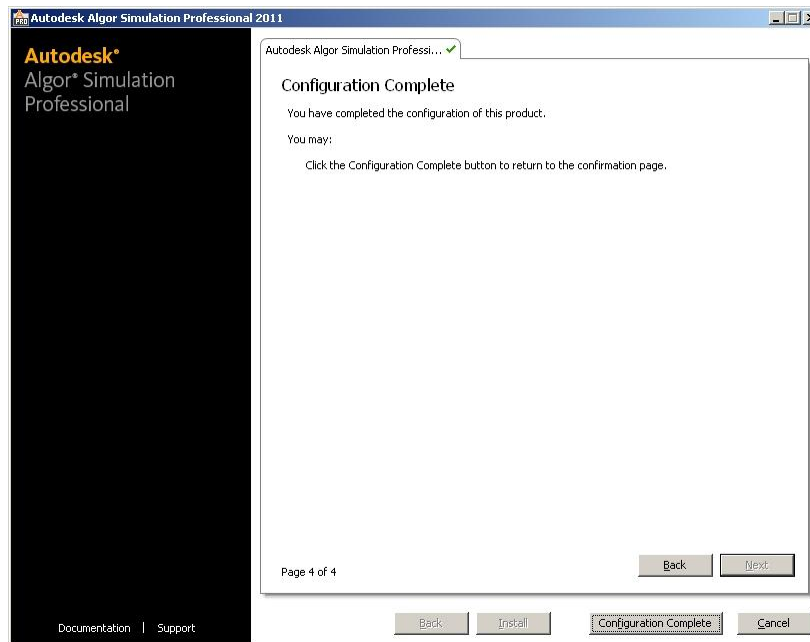 Autodesk Algor Simulation Professional 2011
Autodesk®
Algor® Simulation
Professional
Autodesk Algor Simulation Professi...
Configuration Complete
You have completed the configuration of this product.
You may:
Click the Configuration Complete button to return to the confirmation page.
Page 4 of 4
Back
Next
Documentation | Support
Back
Install
Configuration Complete
Cancel